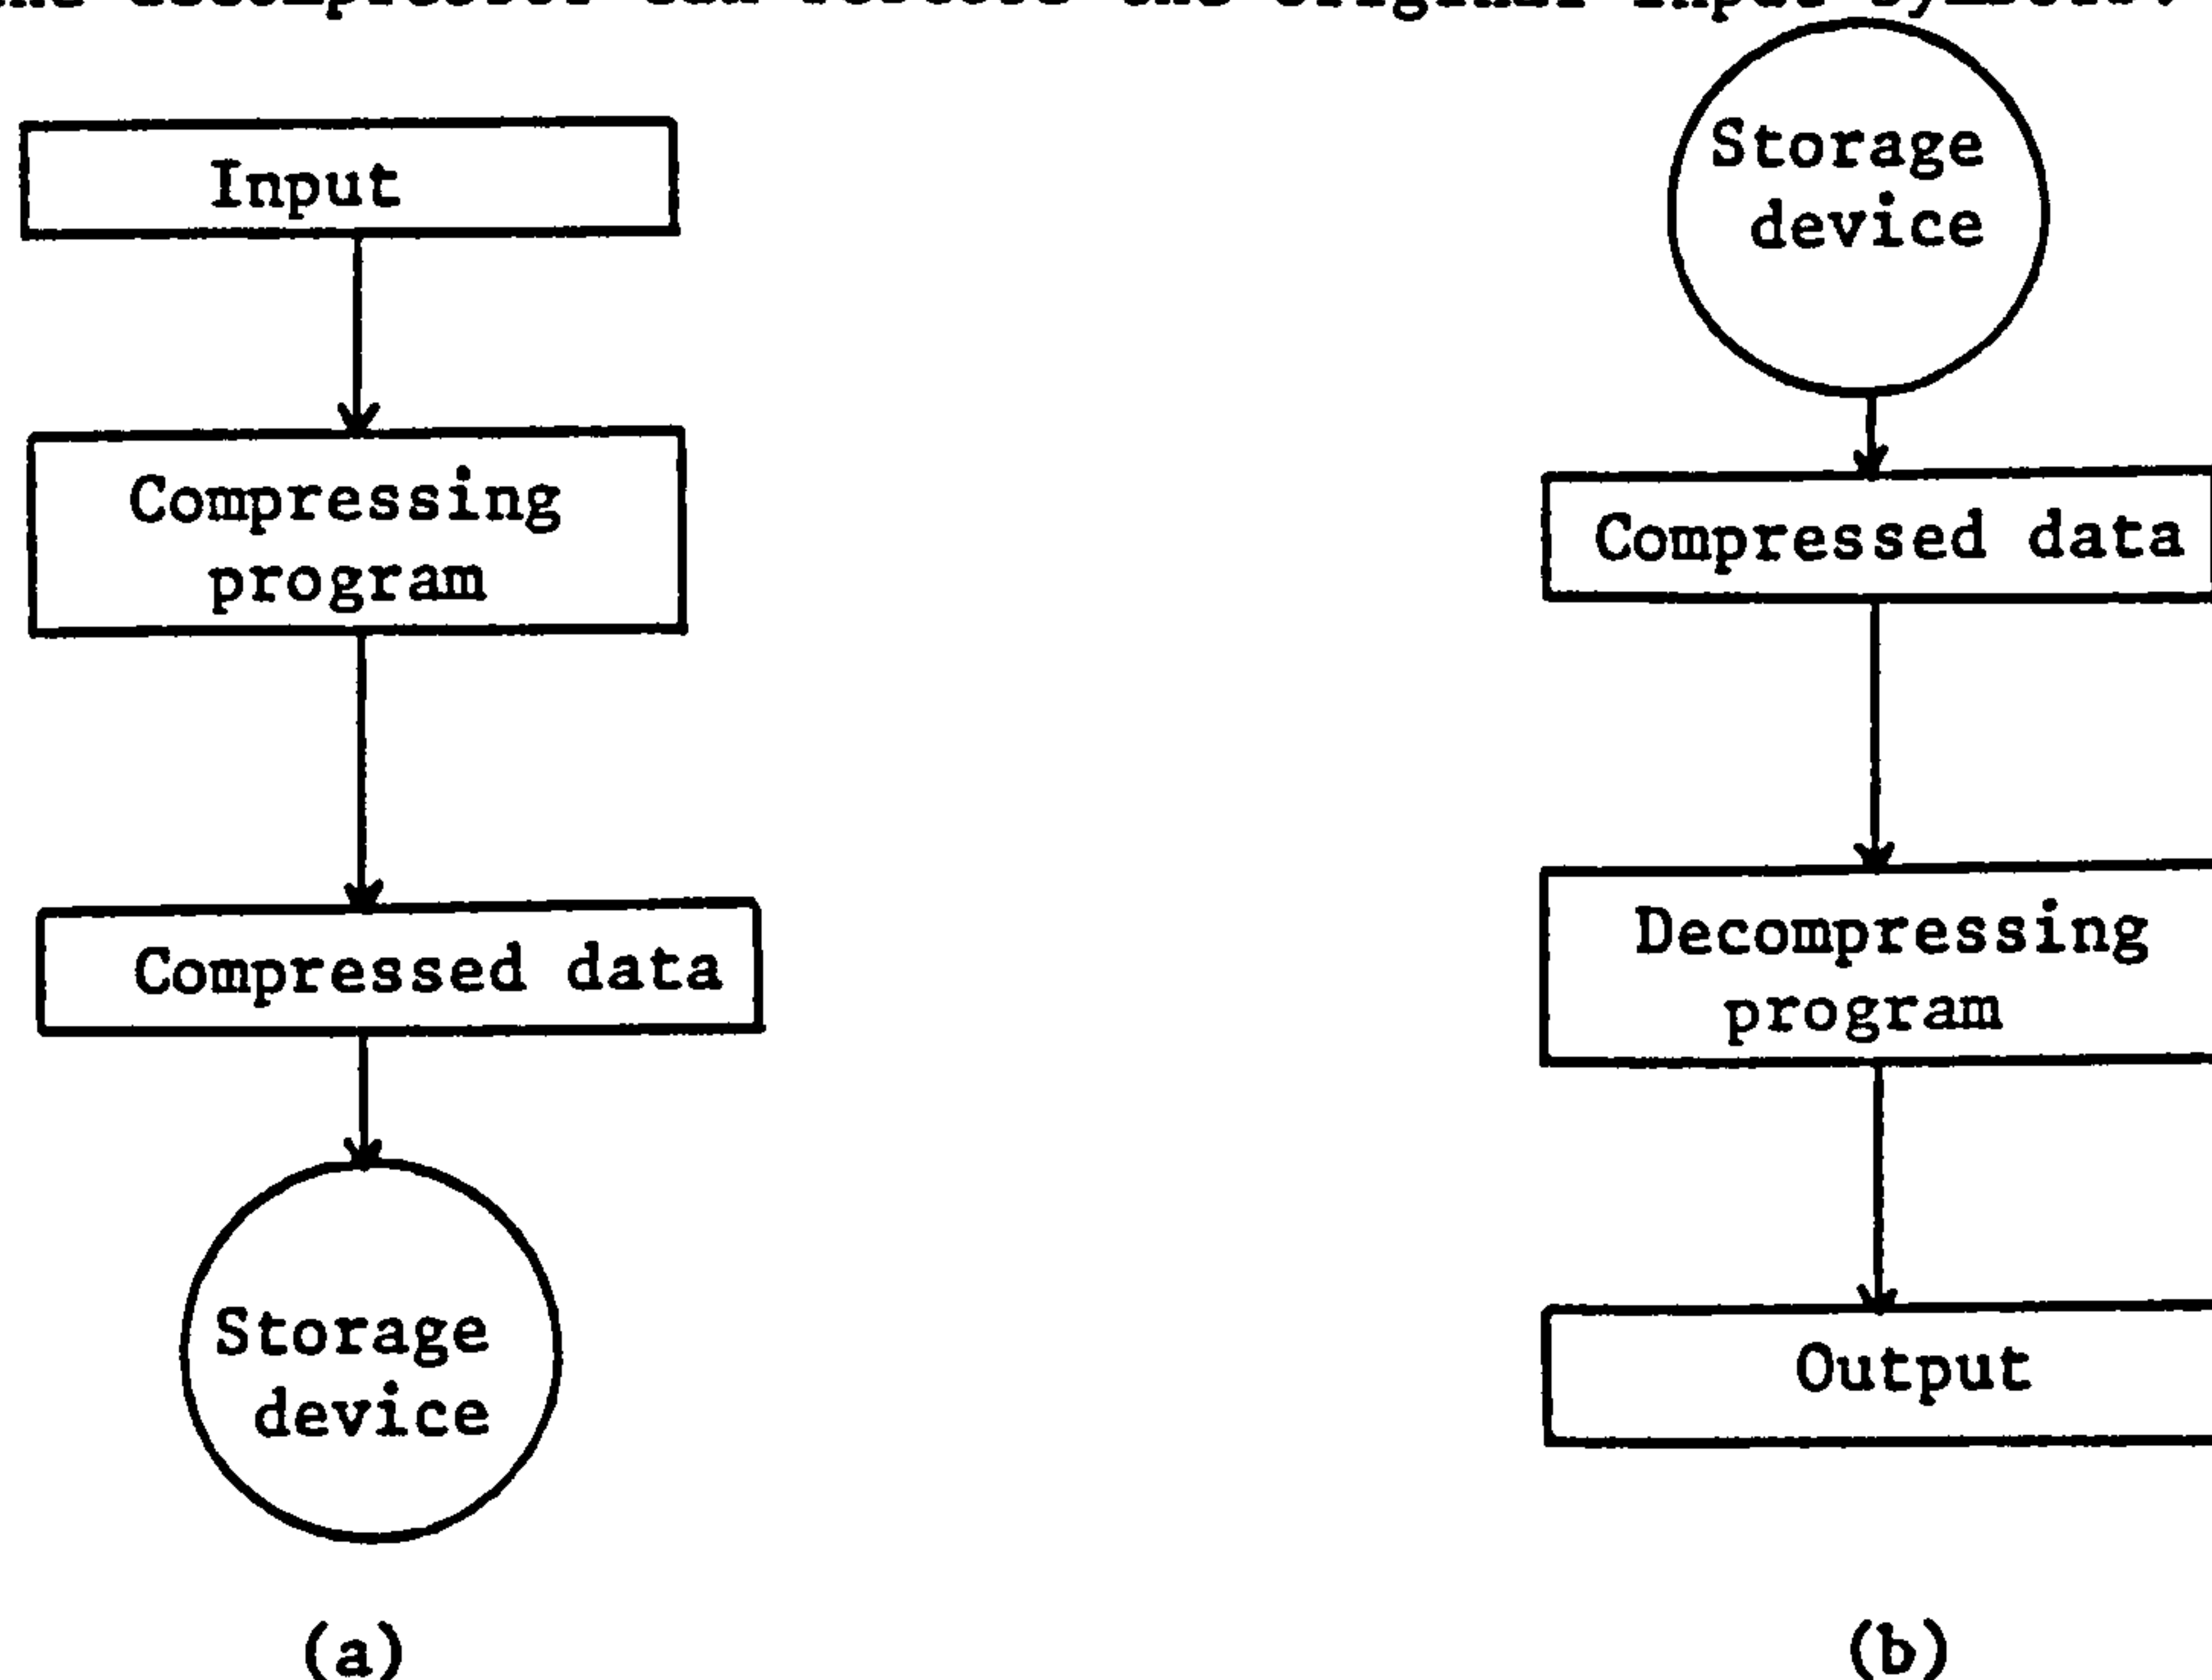 Input
Compressing
program
Compressed data
Storage
device
(a)
Storage
device
Compressed data
Decompressing
program
Output
(b)